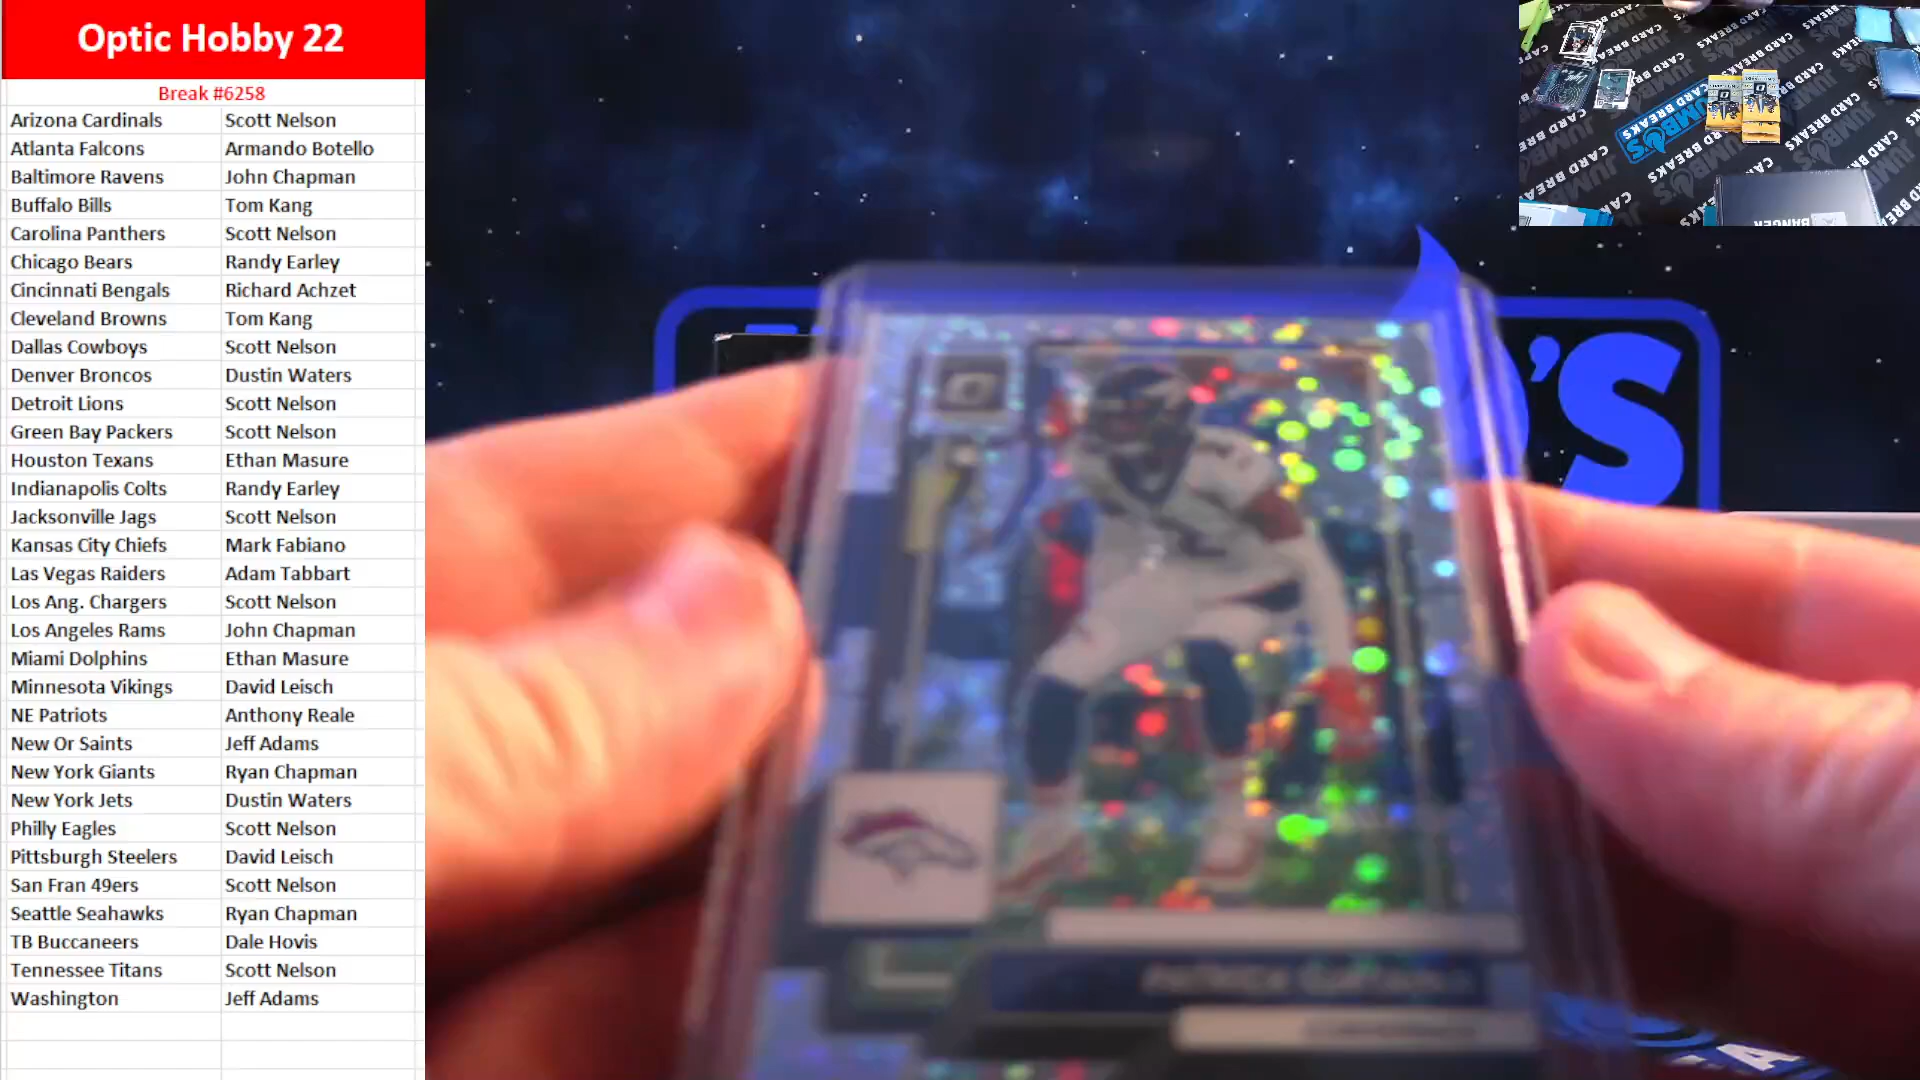 Optic Hobby 22
Break #6258
Arizona Cardinals Scott Nelson
Atlanta Falcons Armando Botello
Baltimore Ravens John Chapman
Buffalo Bills Tom Kang
Carolina Panthers Scott Nelson
Chicago Bears Randy Earley
Cincinnati Bengals Richard Achzet
Cleveland Browns Tom Kang
Dallas Cowboys Scott Nelson
Denver Broncos Dustin Waters
Detroit Lions Scott Nelson
Green Bay Packers Scott Nelson
Houston Texans Ethan Masure
Indianapolis Colts Randy Earley
Jacksonville Jags Scott Nelson
Kansas City Chiefs Mark Fabiano
Las Vegas Raiders Adam Tabbart
Los Ang. Chargers Scott Nelson
Los Angeles Rams John Chapman
Miami Dolphins Ethan Masure
Minnesota Vikings David Leisch
NE Patriots Anthony Reale
New Or Saints Jeff Adams
New York Giants Ryan Chapman
New York Jets Dustin Waters
Philly Eagles Scott Nelson
Pittsburgh Steelers David Leisch
San Fran 49ers Scott Nelson
Seattle Seahawks Ryan Chapman
TB Buccaneers Dale Hovis
Tennessee Titans Scott Nelson
Washington Jeff Adams
JUMBO'S
CARD BREAKS
BANGER
'S
PATRICK